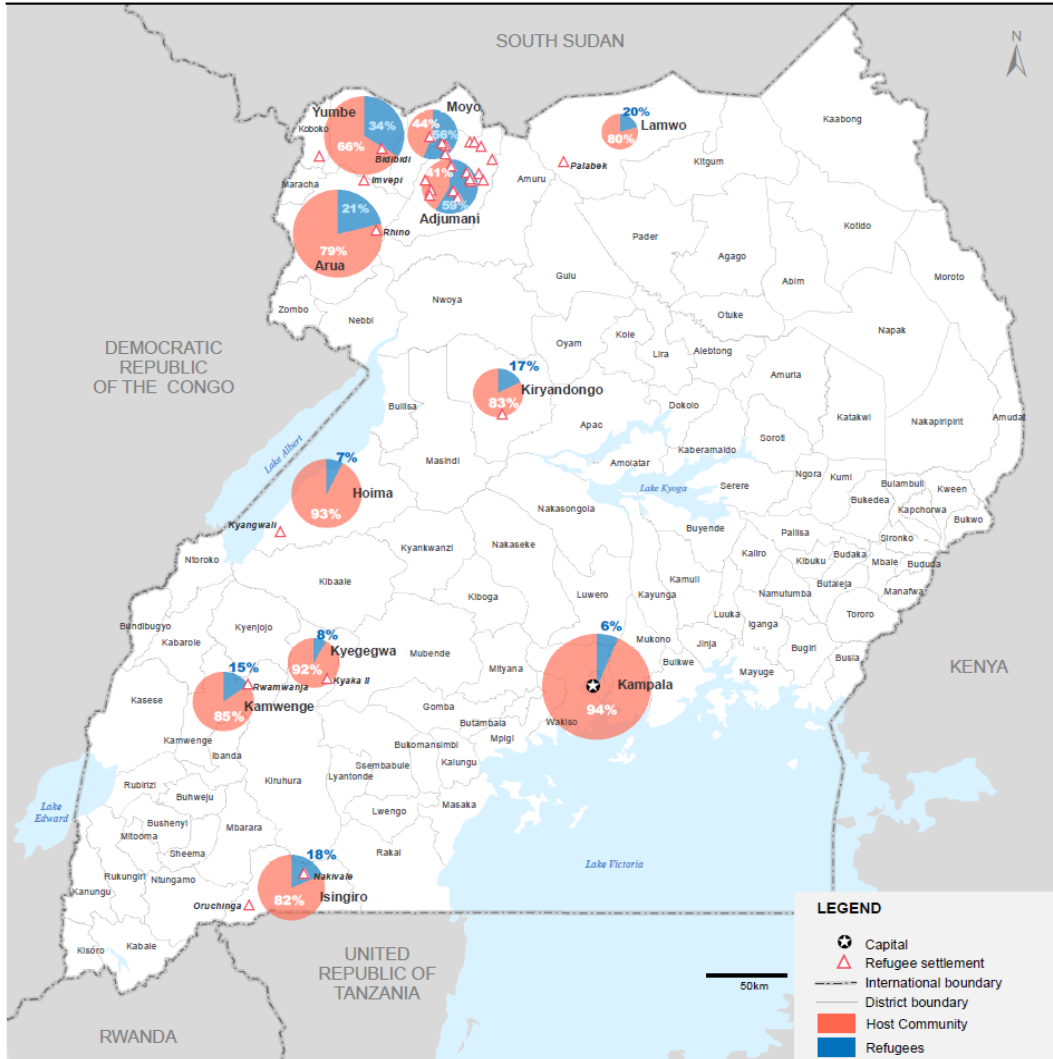 SOUTH SUDAN
N
Yumbe
Moyo
20%
Lamwo
Kaabong
Koboko
34%
44%
56%
80%
66%
Bidibidi
Kitgum
Palabek
Maracha
Imvepi
41%
Amuru
59%
Adjumani
Kotido
21%
Rhino
Pader
79%
Agago
Arua
Gulu
Abim
Moroto
Zombo
Nwoya
Nebbi
Otuke
Oyam
Kole
Napak
DEMOCRATIC
REPUBLIC
OF THE CONGO
Lira
Alebtong
17%
Kiryandongo
Amuria
83%
Buliisa
Dokolo
Katakwi
Nakapiripirit
Amudat
Apac
Soroti
Lake Albert
Masindi
Kaberamaido
7%
Amolatar
Ngora
Kumi
Hoima
Lake Kyoga
Serere
Bulambuli
Kween
93%
Nakasongola
Bukedea
Kapchorwa
Kyangwali
Buyende
Bukwo
Pallisa
Sironko
Nakaseke
Kyankwanzi
Kaliro
Budaka
Mbale
Ntoroko
Kibuku
Bududa
Kibaale
Kamuli
Butaleja
Kiboga
Luwero
Kayunga
Namutumba
Manafwa
Luuka
Tororo
Bundibugyo
Kyenjojo
6%
Iganga
Kabarole
8%
Mukono
Jinja
Kyegegwa
Mubende
Bugiri
Busia
15%
92%
Mityana
Buikwe
Mayuge
KENYA
Rwamwanja
Kyaka II
Kampala
Kasese
Kamwenge
Gomba
85%
94%
Butambala
Wakiso
Kamwenge
Mpigi
Bukomansimbi
Ibanda
Kalungu
Ssembabule
Rubirizi
Kiruhura
Lyantonde
Buhweju
Masaka
Lake
Edward
Lwengo
Bushenyi
Mbarara
Mitooma
Rakai
Sheema
18%
Lake Victoria
Rukungiri
Ntungamo
Nakivale
Kanungu
82%
Isingiro
Oruchinga
LEGEND
Kabale
Kisoro
Capital
UNITED
REPUBLIC OF
TANZANIA
Refugee settlement
International boundary
50km
District boundary
Host Community
RWANDA
Refugees